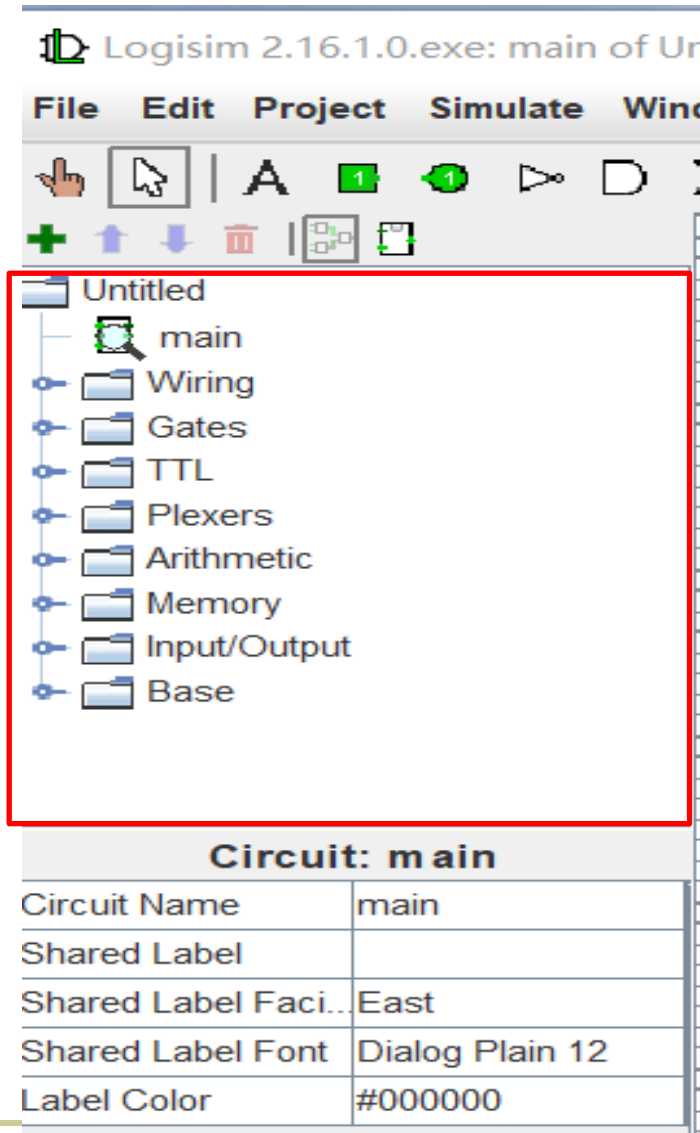 Logisim 2.16.1.0.exe: main of Un
File Edit Project Simulate Wind
A 1 1
Untitled
main
Wiring
Gates
TTL
Plexers
Arithmetic
Memory
Input/Output
Base
Circuit: main
Circuit Name main
Shared Label
Shared Label Faci... East
Shared Label Font Dialog Plain 12
Label Color #000000